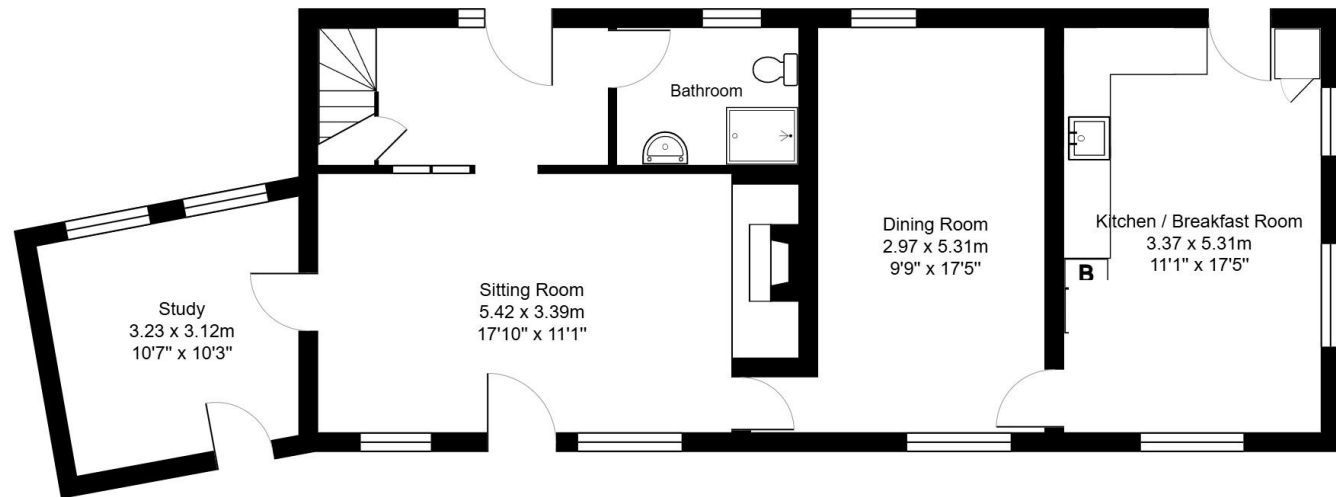 Bathroom
Dining Room
2.97 x 5.31m
9'9" x 17'5"
Kitchen / Breakfast Room
3.37 x 5.31m
11'1" x 17'5"
B
Sitting Room
5.42 x 3.39m
17'10" x 11'1"
Study
3.23 x 3.12m
10'7" x 10'3"